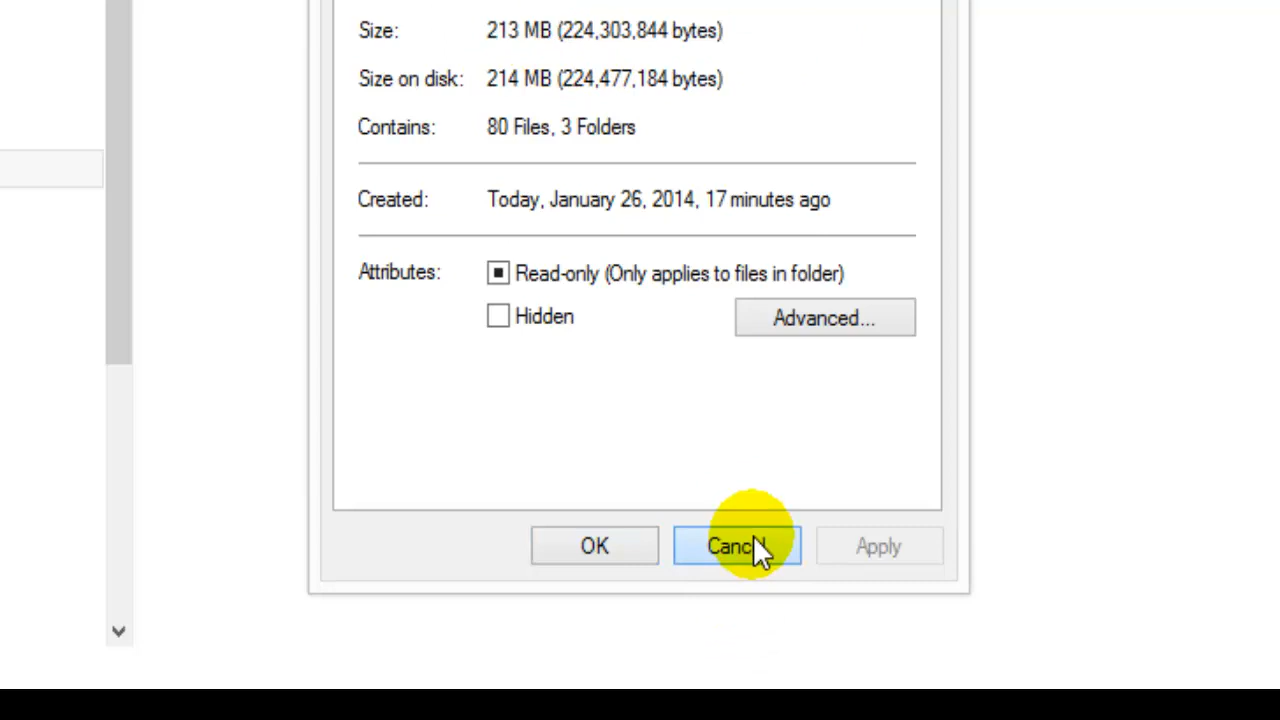 Size: 213 MB (224,303,844 bytes)
Size on disk: 214 MB (224,477,184 bytes)
Contains: 80 Files, 3 Folders
Created: Today, January 26, 2014, 17 minutes ago
Attributes: Read-only (Only applies to files in folder)
Hidden Advanced...
OK Cancel Apply